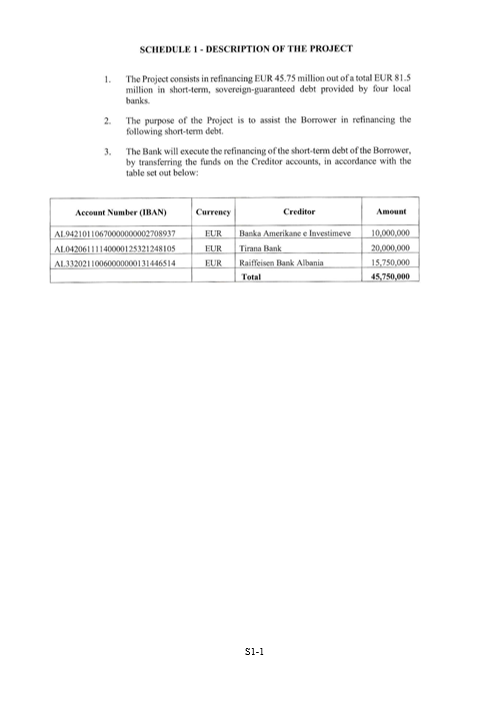 SCHEDULE 1 - DESCRIPTION OF THE PROJECT
1. The Project consists in refinancing EUR 45.75 million out of a total EUR 81.5
million in short-term, sovereign-guaranteed debt provided by four local
banks.
2. The purpose of the Project is to assist the Borrower in refinancing the
following short-term debt.
3. The Bank will execute the refinancing of the short-term debt of the Borrower,
by transferring the funds on the Creditor accounts, in accordance with the
table set out below:
Account Number (IBAN) Currency Creditor Amount
AL94210110670000000002708937 EUR Banka Amerikane e Investimeve 10,000,000
AL04206111140000125321248105 EUR Tirana Bank 20,000,000
AL33202110060000000131446514 EUR Raiffeisen Bank Albania 15,750,000
Total 45,750,000
S1-1